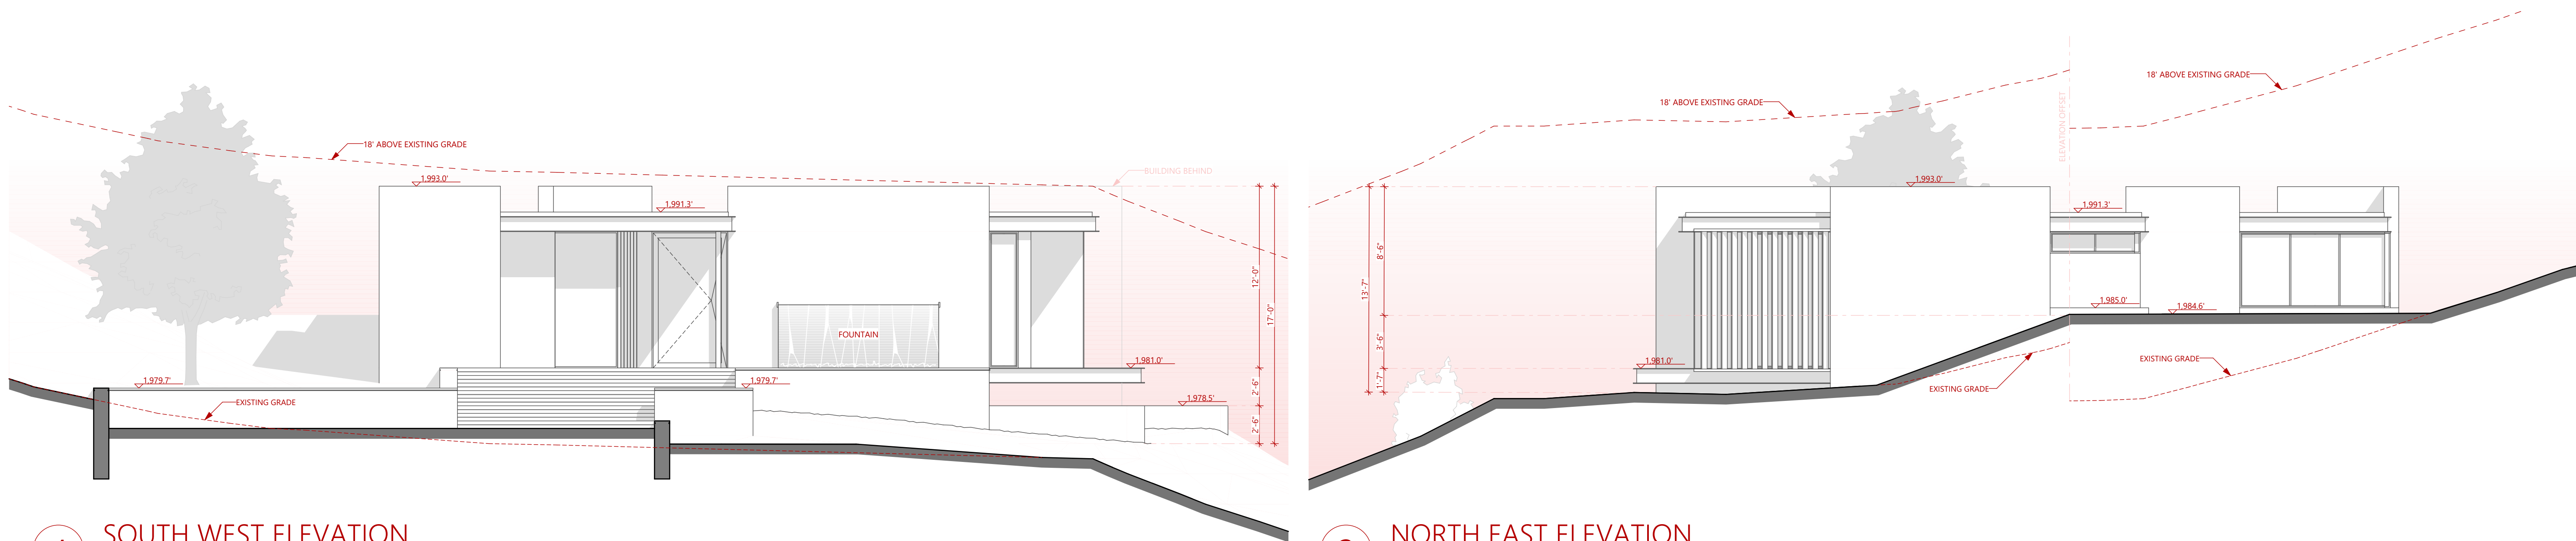 18' ABOVE EXISTING GRADE
1,993.0'
1,991.3'
BUILDING BEHIND
FOUNTAIN
12'-0"
17'-0"
2'-6"
2'-6"
1,981.0'
1,979.7'
1,979.7'
1,978.5'
EXISTING GRADE
SOUTH WEST ELEVATION
18' ABOVE EXISTING GRADE
18' ABOVE EXISTING GRADE
ELEVATION OFFSET
1,993.0'
1,991.3'
8'-6"
13'-7"
3'-6"
1'-7"
1,985.0'
1,984.6'
1,981.0'
EXISTING GRADE
EXISTING GRADE
NORTH EAST ELEVATION